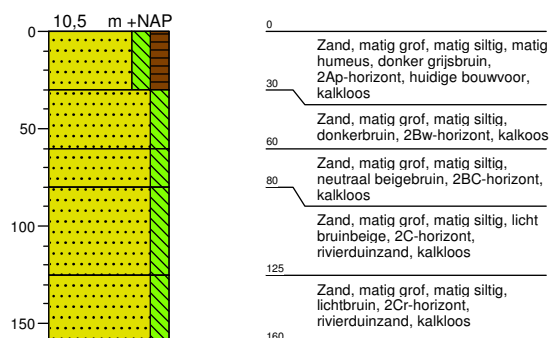 10,5 m +NAP
0
50
100
150
0
Zand, matig grof, matig siltig, matig
humeus, donker grijsbruin,
2Ap-horizont, huidige bouwvoor,
kalkloos
30
Zand, matig grof, matig siltig,
donkerbruin, 2Bw-horizont, kalkoos
60
Zand, matig grof, matig siltig,
neutraal beigebruin, 2BC-horizont,
kalkloos
80
Zand, matig grof, matig siltig, licht
bruinbeige, 2C-horizont,
rivierduinzand, kalkloos
125
Zand, matig grof, matig siltig,
lichtbruin, 2Cr-horizont,
rivierduinzand, kalkloos
160